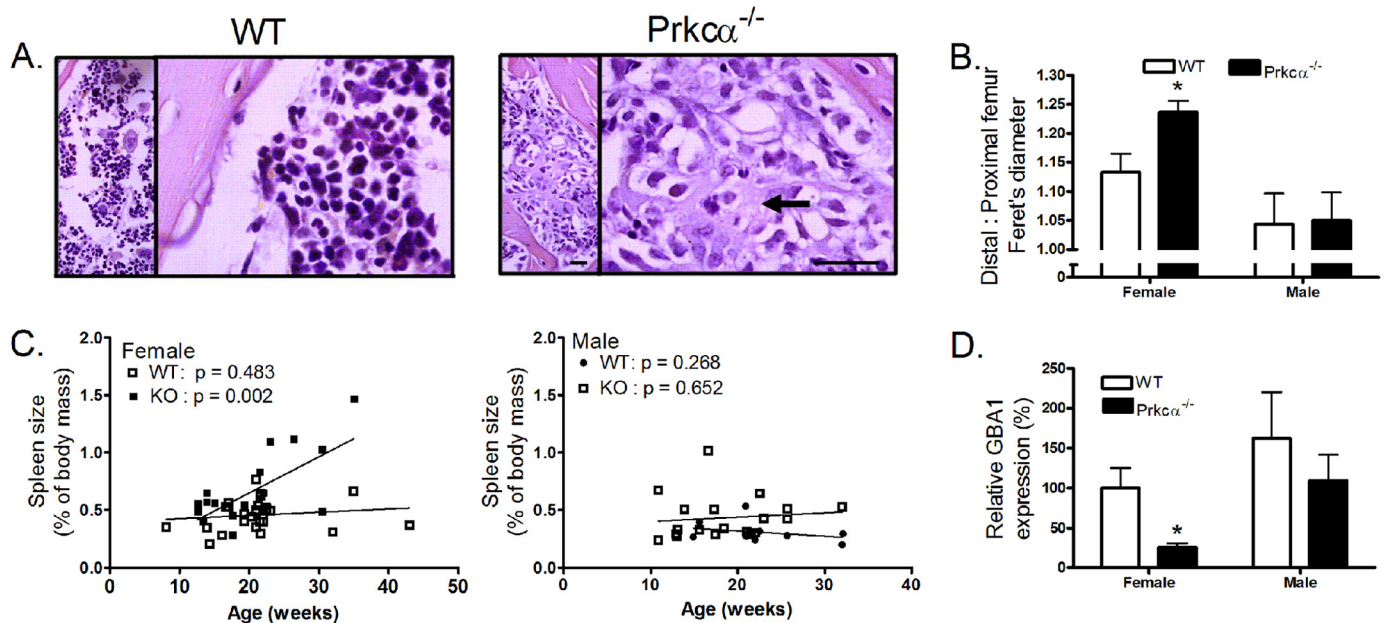 WT
Prkcα-/-
A.
B.
WT
Prkcα-/-
Distal : Proximal femur
Feret's diameter
1.30
1.25
1.20
1.15
1.10
1.05
1.00
0
*
Female
Male
C.
Spleen size
(% of body mass)
2.0
1.5
1.0
0.5
0.0
Female
WT: p = 0.483
KO : p = 0.002
0
10
20
30
40
50
Age (weeks)
Spleen size
(% of body mass)
2.0
1.5
1.0
0.5
0.0
Male
WT: p = 0.268
KO: p = 0.652
0
10
20
30
40
Age (weeks)
D.
WT
Prkcα-/-
Relative GBA1
expression (%)
250
200
150
100
50
0
*
Female
Male